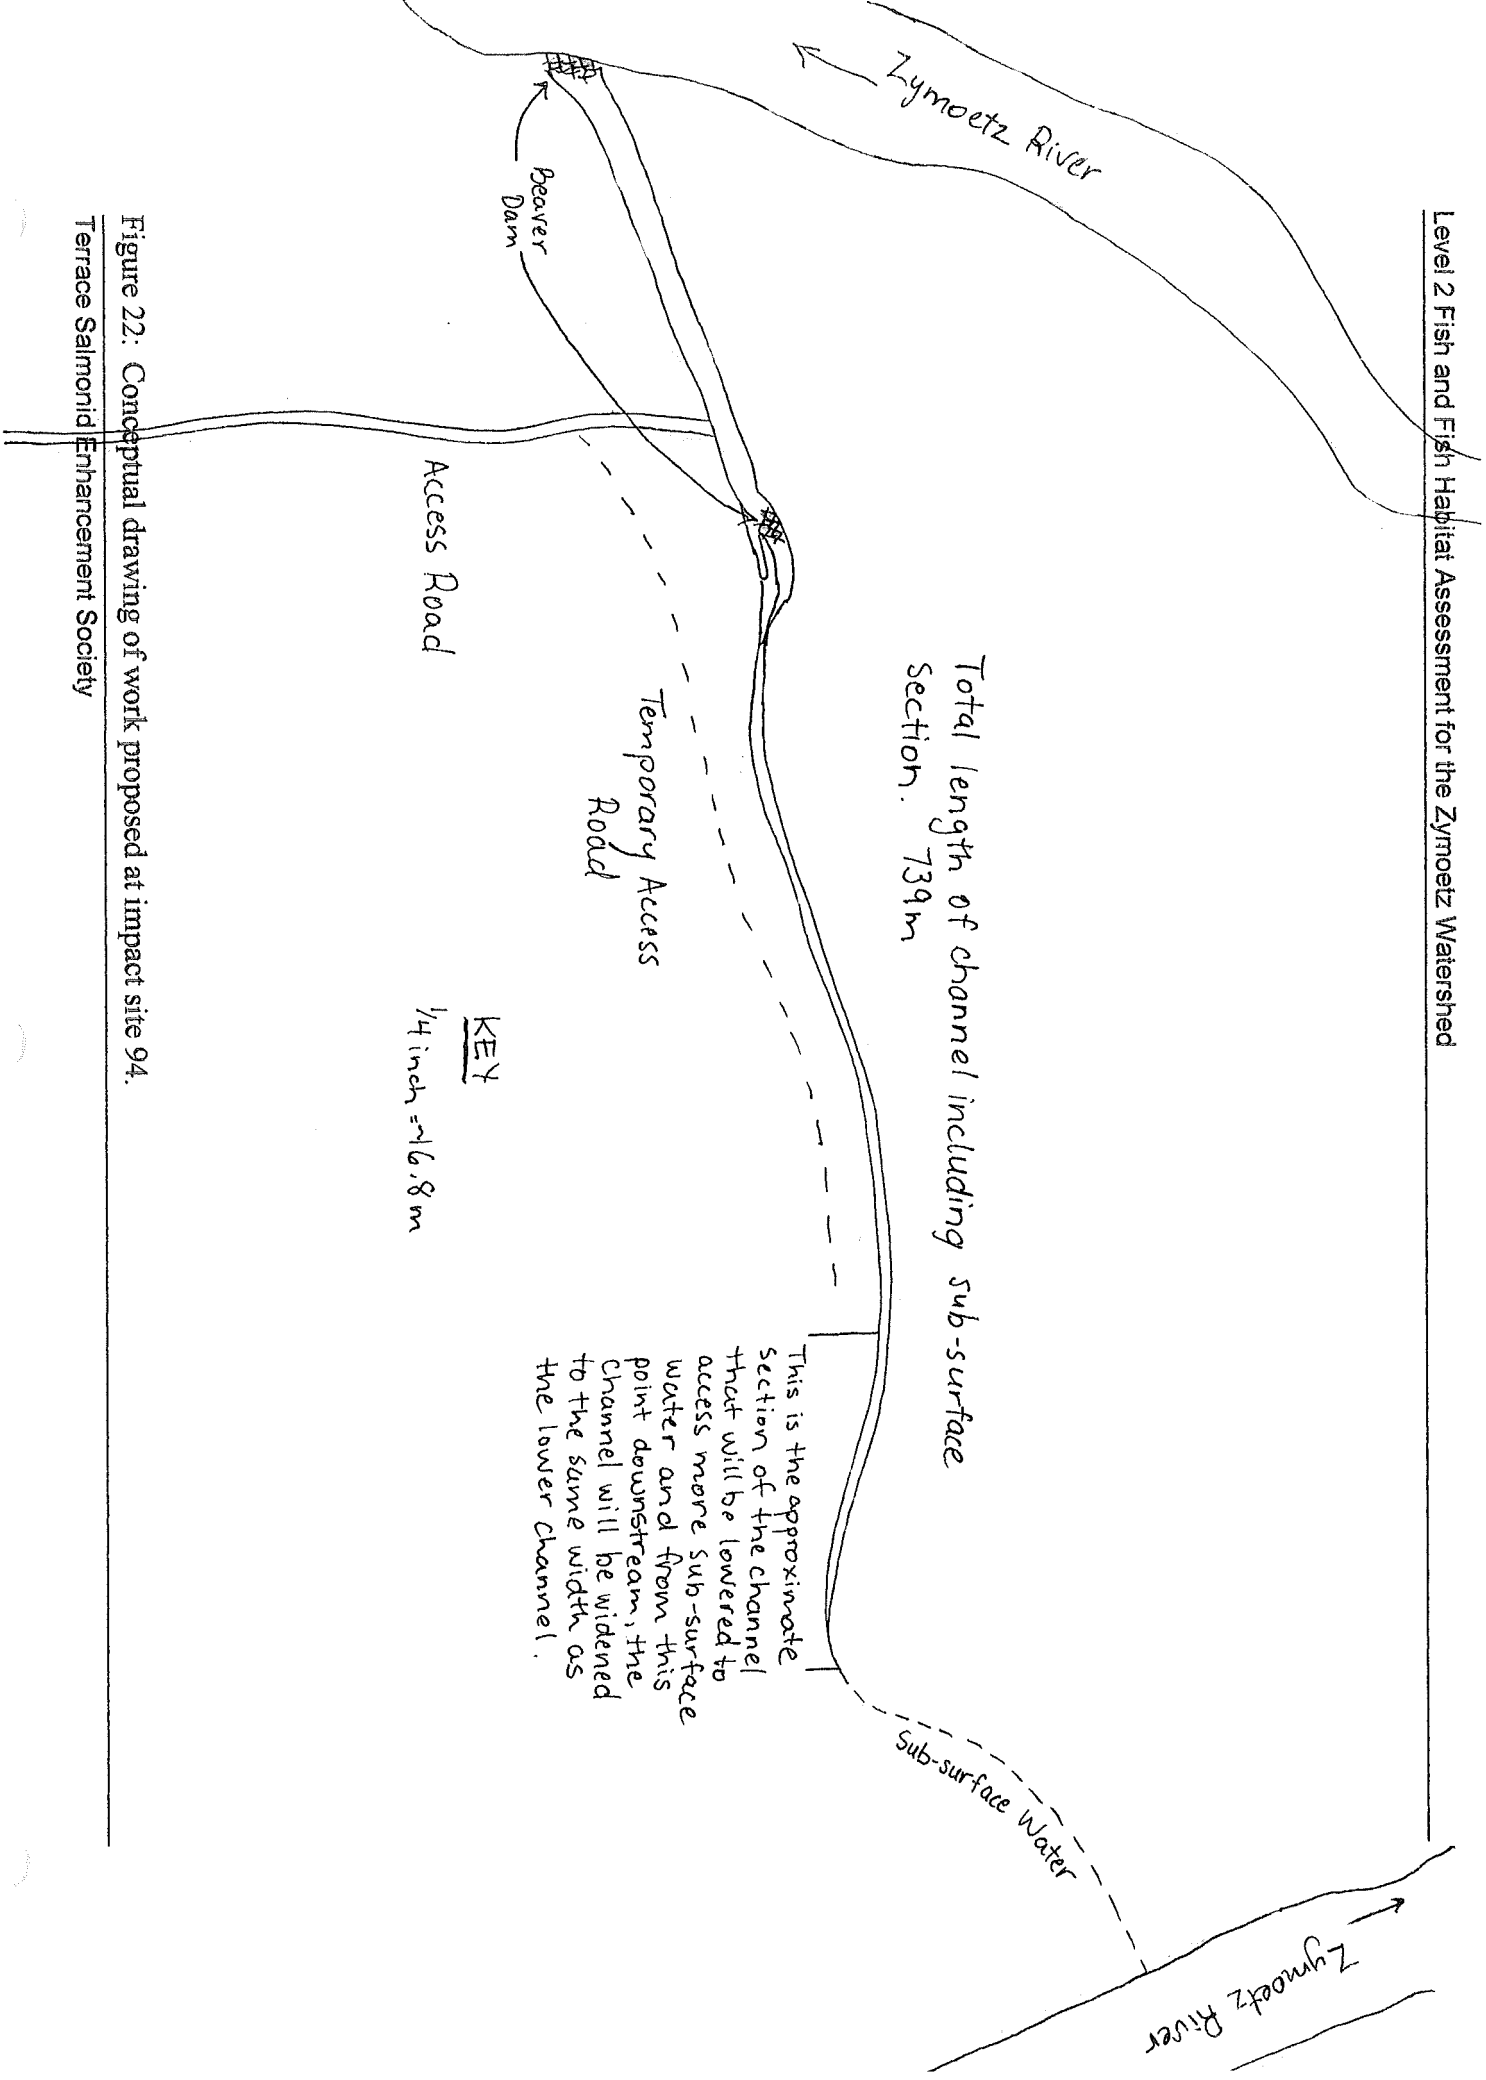 Level 2 Fish and Fish Habitat Assessment for the Zymoetz Watershed
Zymoetz River
Beaver
Dam
Total length of channel including sub-surface
section. 739m
Access Road
Temporary Access
Road
KEY
1/4 inch =~16.8m
This is the approximate
section of the channel
that will be lowered to
access more sub-surface
water and from this
point downstream, the
channel will be widened
to the same width as
the lower channel.
Sub-surface Water
Zymoetz River
Figure 22: Conceptual drawing of work proposed at impact site 94.
Terrace Salmonid Enhancement Society